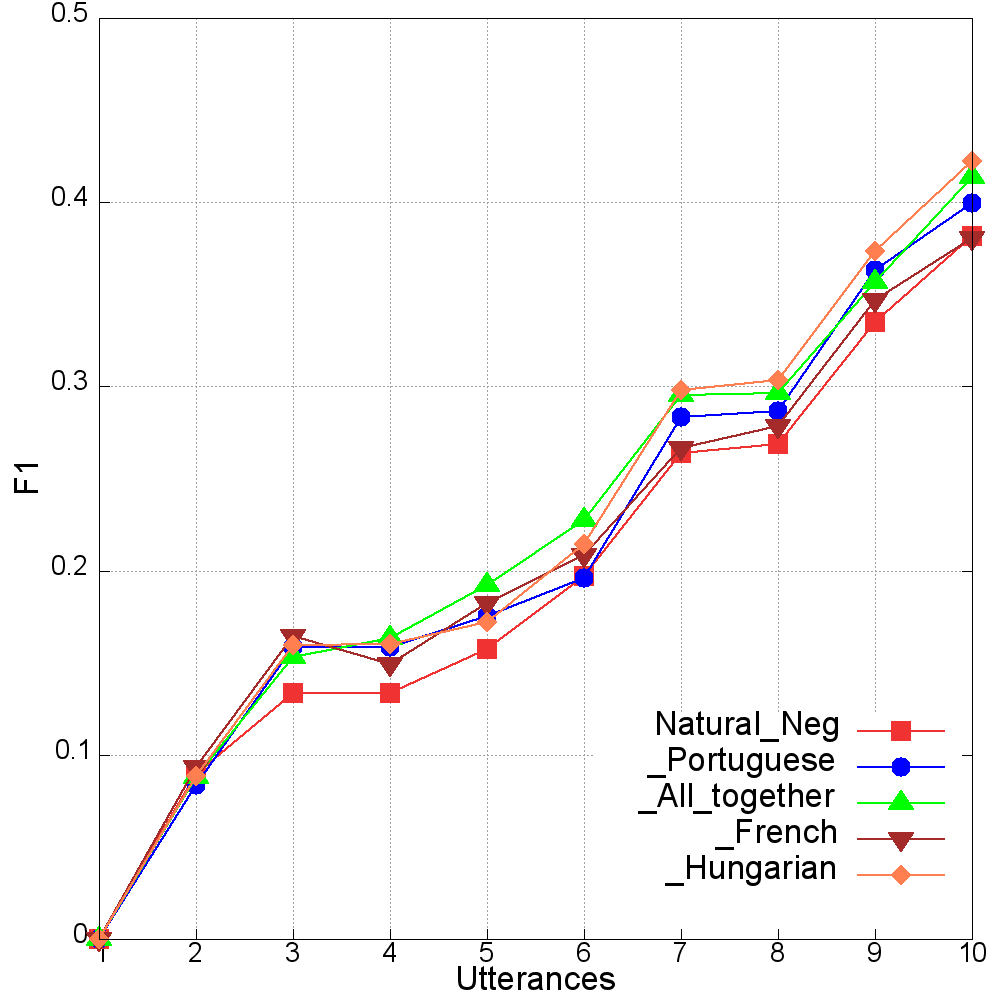 0.5
0.4
0.3
0.2
0.1
0
F1
1 2 3 4 5 6 7 8 9 10
Utterances
Natural_Neg
_Portuguese
_All_together
_French
_Hungarian